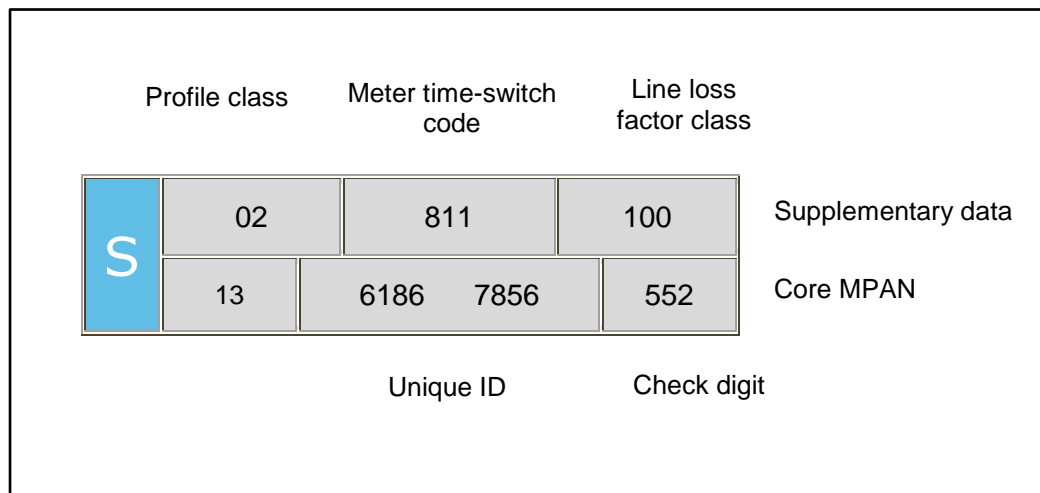 Profile class
Meter time-switch
code
Line loss
factor class
S
02
811
100
Supplementary data
13
6186 7856
552
Core MPAN
Unique ID
Check digit